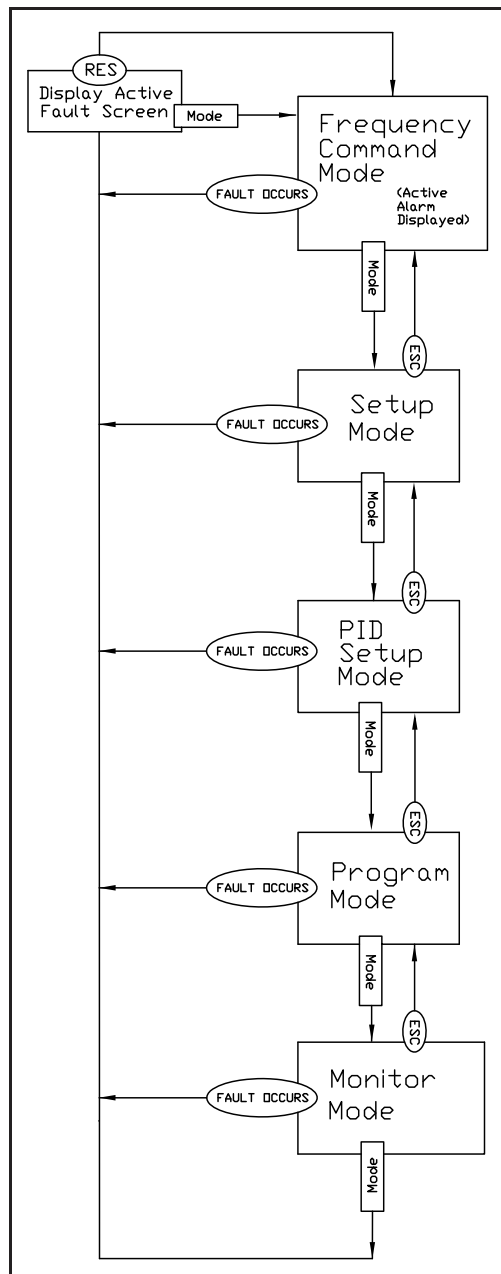 RES
Display Active
Fault Screen
Mode
Frequency
Command
Mode
(Active
Alarm
Displayed)
FAULT OCCURS
Mode
ESC
Setup
Mode
FAULT OCCURS
Mode
ESC
PID
Setup
Mode
FAULT OCCURS
Mode
ESC
Program
Mode
FAULT OCCURS
Mode
ESC
Monitor
Mode
FAULT OCCURS
Mode